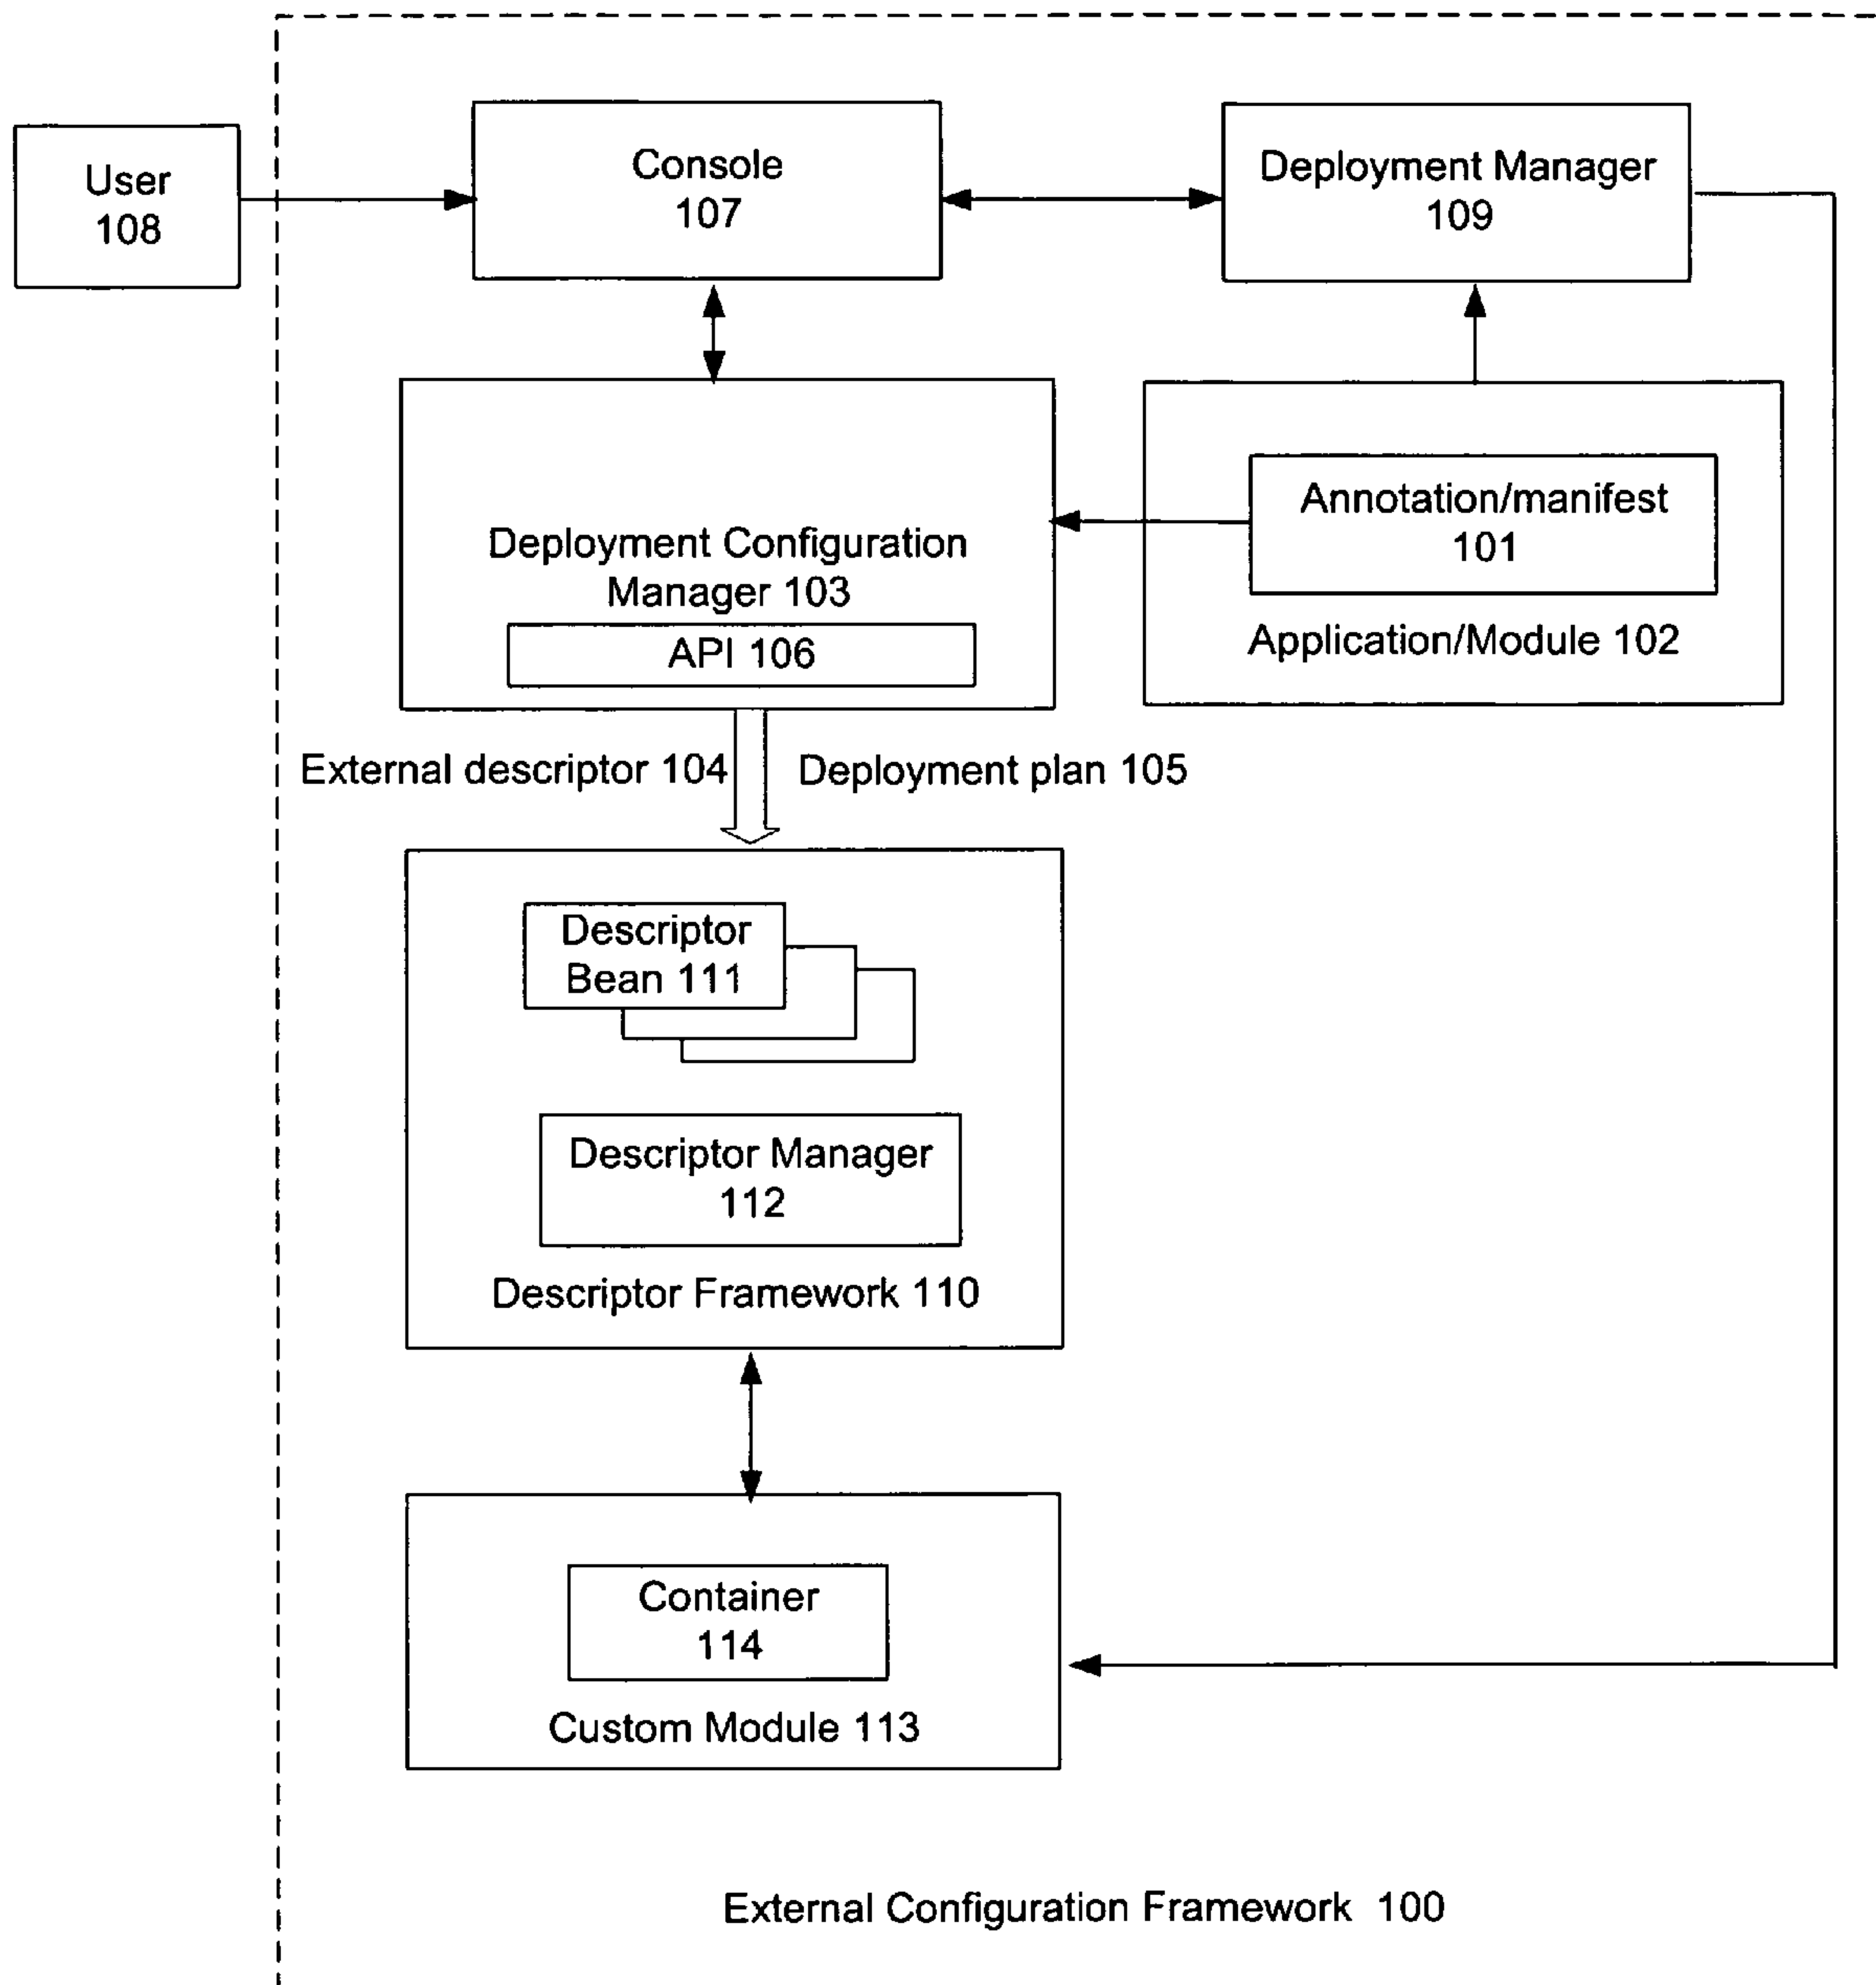 User
108
Console
107
Deployment Manager
109
Deployment Configuration
Manager 103
API 106
Annotation/manifest
101
Application/Module 102
External descriptor 104
Deployment plan 105
Descriptor
Bean 111
Descriptor Manager
112
Descriptor Framework 110
Container
114
Custom Module 113
External Configuration Framework 100